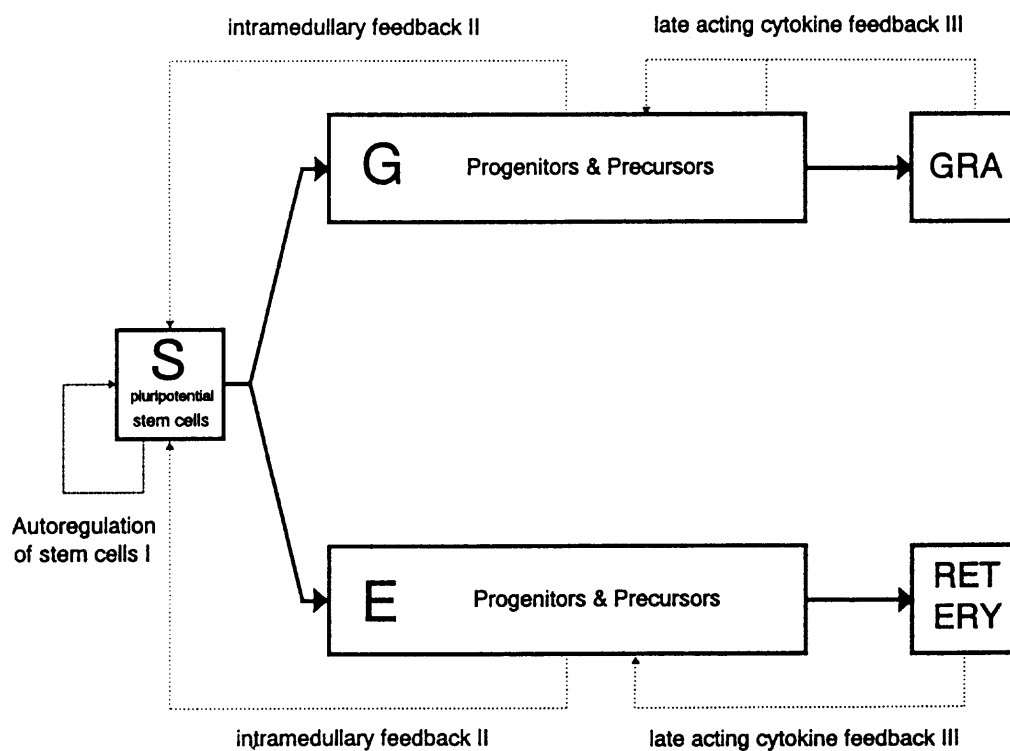 intramedullary feedback II
late acting cytokine feedback III
G
Progenitors & Precursors
GRA
S
pluripotential
stem cells
Autoregulation
of stem cells I
E
Progenitors & Precursors
RET
ERY
intramedullary feedback II
late acting cytokine feedback III